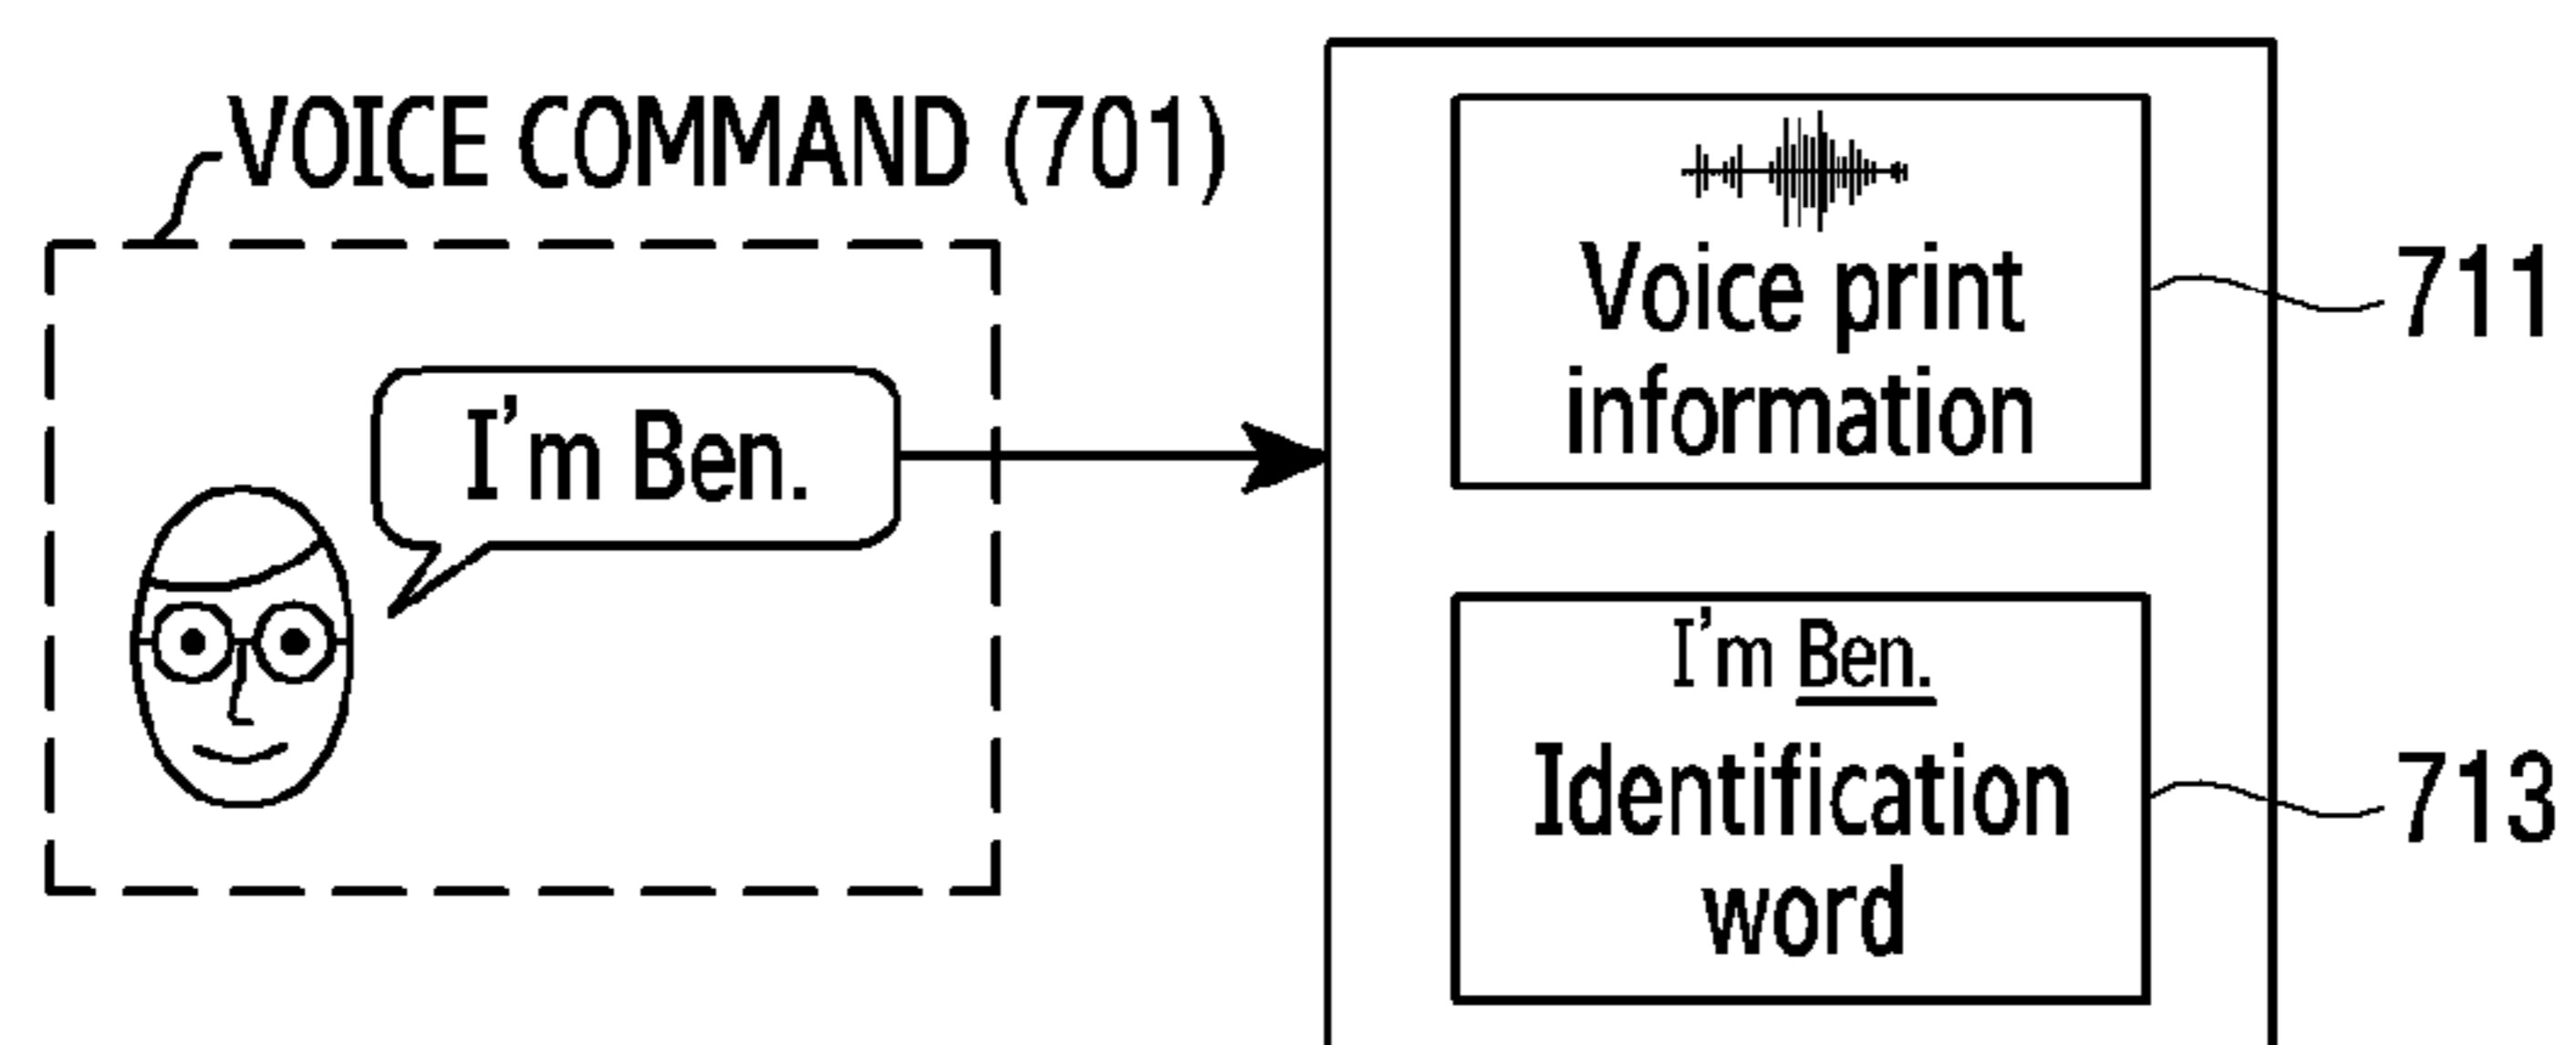 VOICE COMMAND (701)
I'm Ben.
Voice print
information
711
I'm Ben.
Identification
word
713